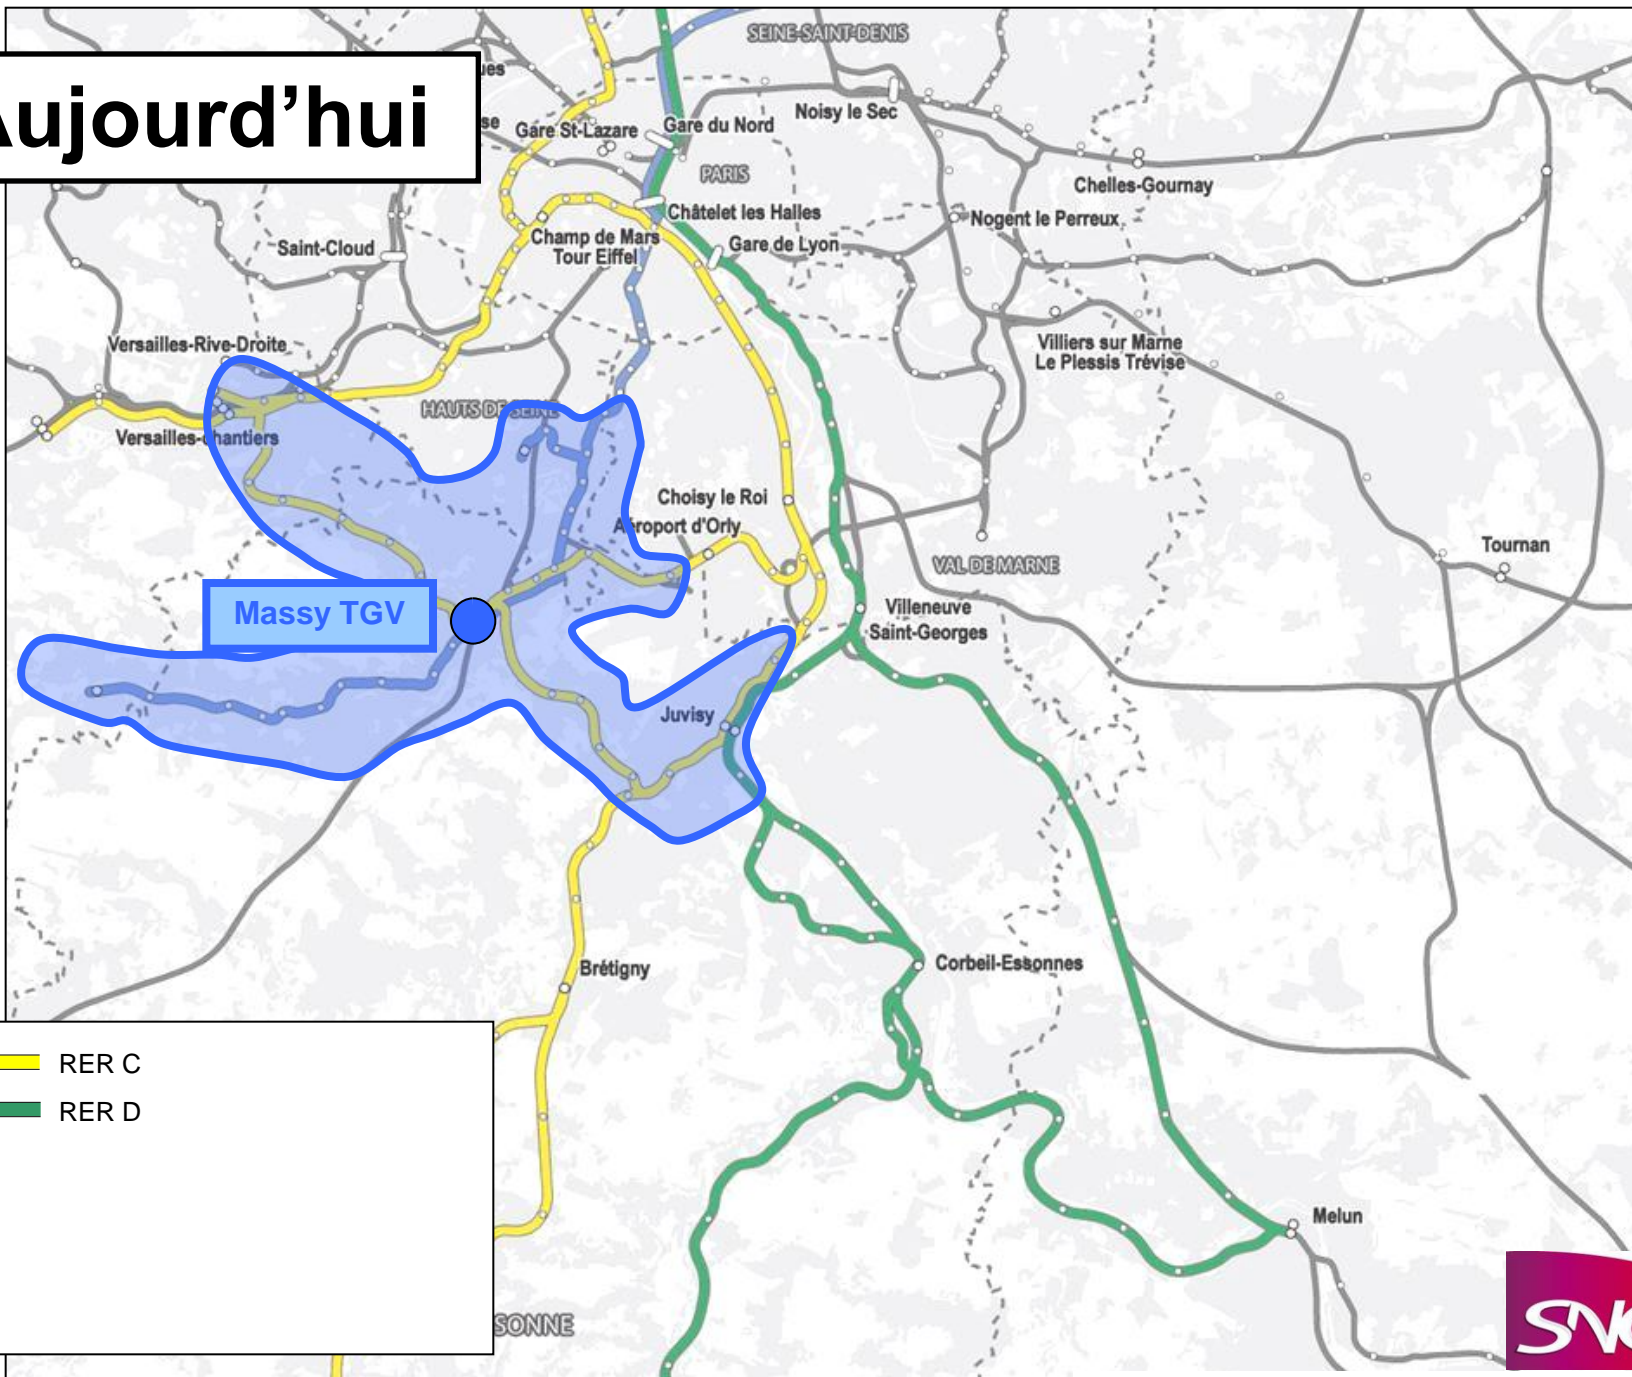 SEINE-SAINT-DENIS
Aujourd'hui
Gare St-Lazare
Gare du Nord
Noisy le Sec
PARIS
Chelles-Gournay
Châtelet les Halles
Nogent le Perreux
Saint-Cloud
Champ de Mars
Tour Eiffel
Gare de Lyon
Versailles-Rive-Droite
Villiers sur Marne
Le Plessis Trévise
HAUTS DE SEINE
Versailles-chantiers
Choisy le Roi
Aéroport d'Orly
Tournan
VAL DE MARNE
Massy TGV
Villeneuve
Saint-Georges
Juvisy
Corbeil-Essonnes
Brétigny
RER C
RER D
Melun
SONNE
SNC